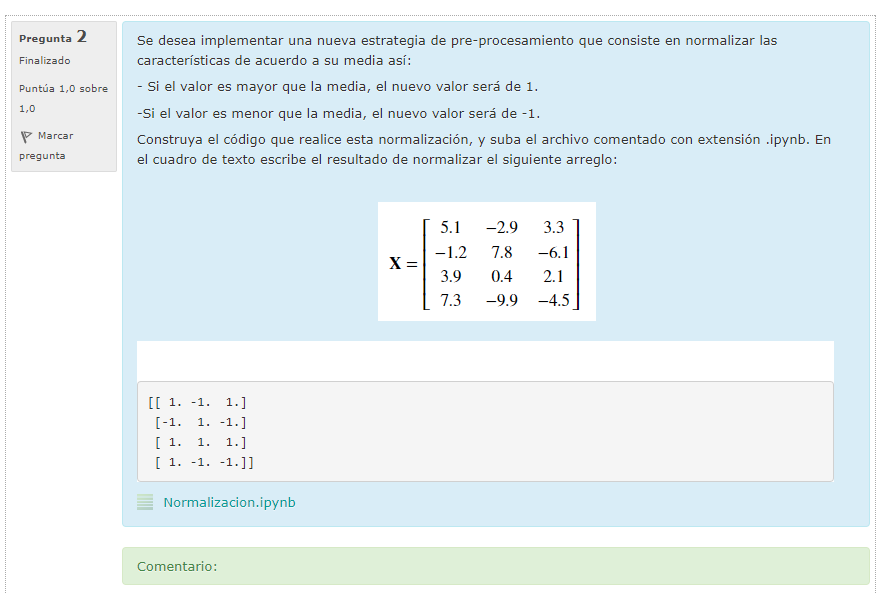 Pregunta 2
Finalizado
Puntúa 1,0 sobre
1,0
Marcar
pregunta
Se desea implementar una nueva estrategia de pre-procesamiento que consiste en normalizar las
características de acuerdo a su media así:
- Si el valor es mayor que la media, el nuevo valor será de 1.
-Si el valor es menor que la media, el nuevo valor será de -1.
Construya el código que realice esta normalización, y suba el archivo comentado con extensión .ipynb. En
el cuadro de texto escribe el resultado de normalizar el siguiente arreglo:
5.1 −2.9 3.3
−1.2 7.8 −6.1
X =
3.9 0.4 2.1
7.3 −9.9 −4.5
[[ 1. -1.  1.]
 [-1.  1. -1.]
 [ 1.  1.  1.]
 [ 1. -1. -1.]]
Normalizacion.ipynb
Comentario: